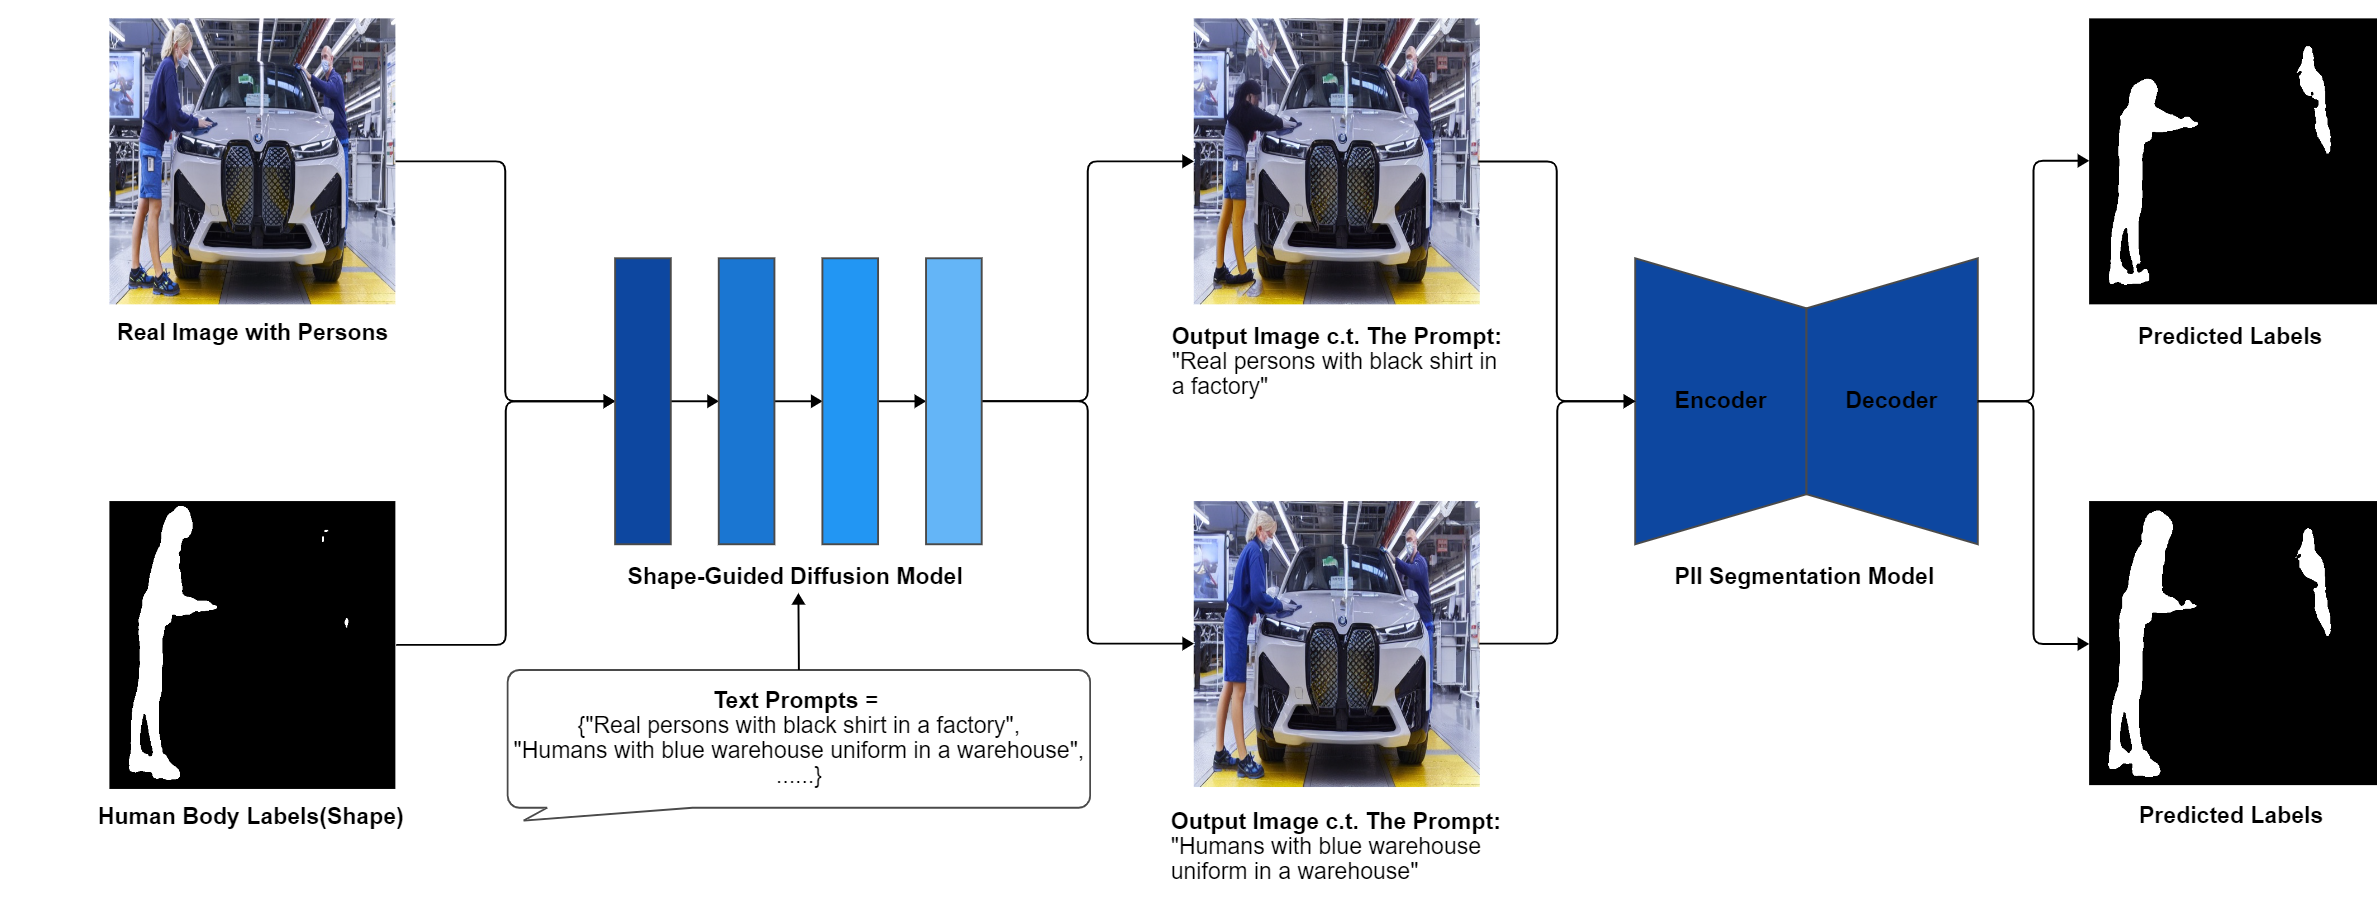 Real Image with Persons
Human Body Labels(Shape)
Shape-Guided Diffusion Model
Text Prompts =
{"Real persons with black shirt in a factory",
"Humans with blue warehouse uniform in a warehouse",
......}
Output Image c.t. The Prompt:
"Real persons with black shirt in
a factory"
Output Image c.t. The Prompt:
"Humans with blue warehouse
uniform in a warehouse"
Encoder
Decoder
PII Segmentation Model
Predicted Labels
Predicted Labels